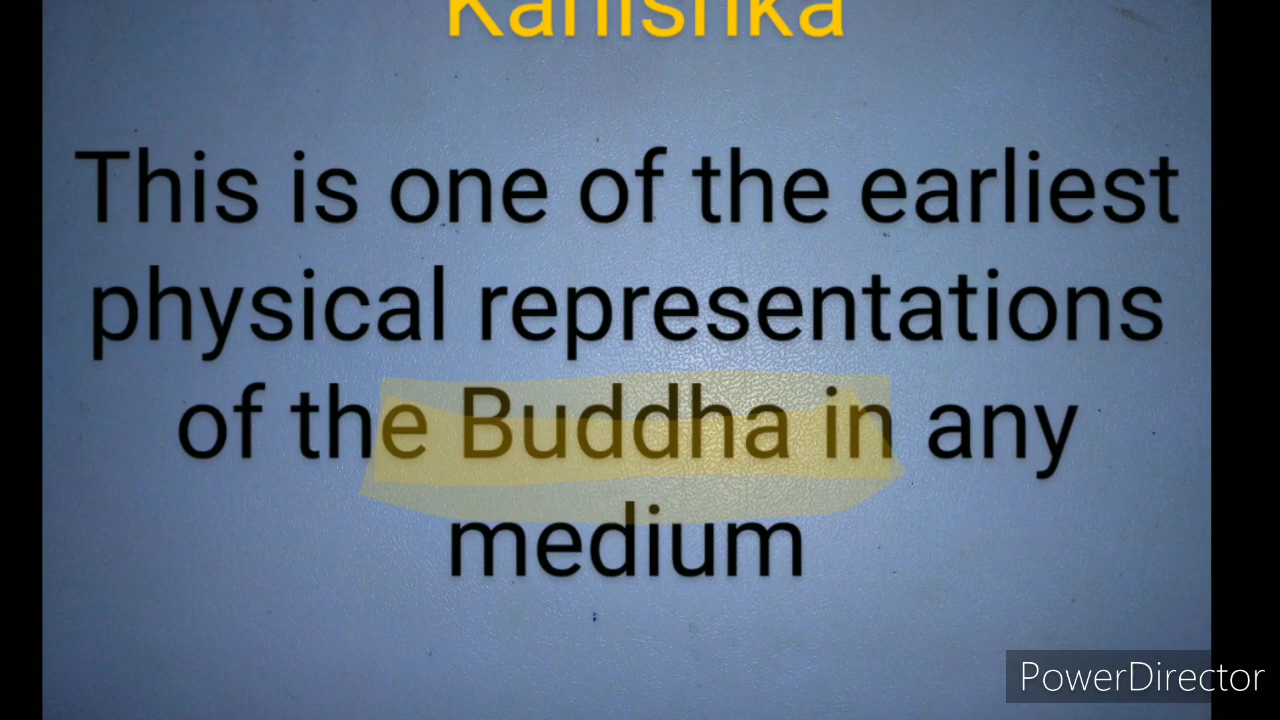 Kanishka
This is one of the earliest
physical representations
of the Buddha in any
medium
PowerDirector